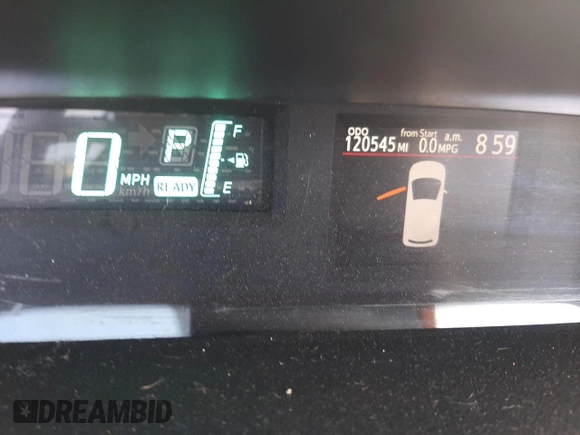 0 MPH
km/h
P
READY
F
E
ODO
120545 MI
from Start
0.0 MPG
a.m.
8 59
DREAMBID